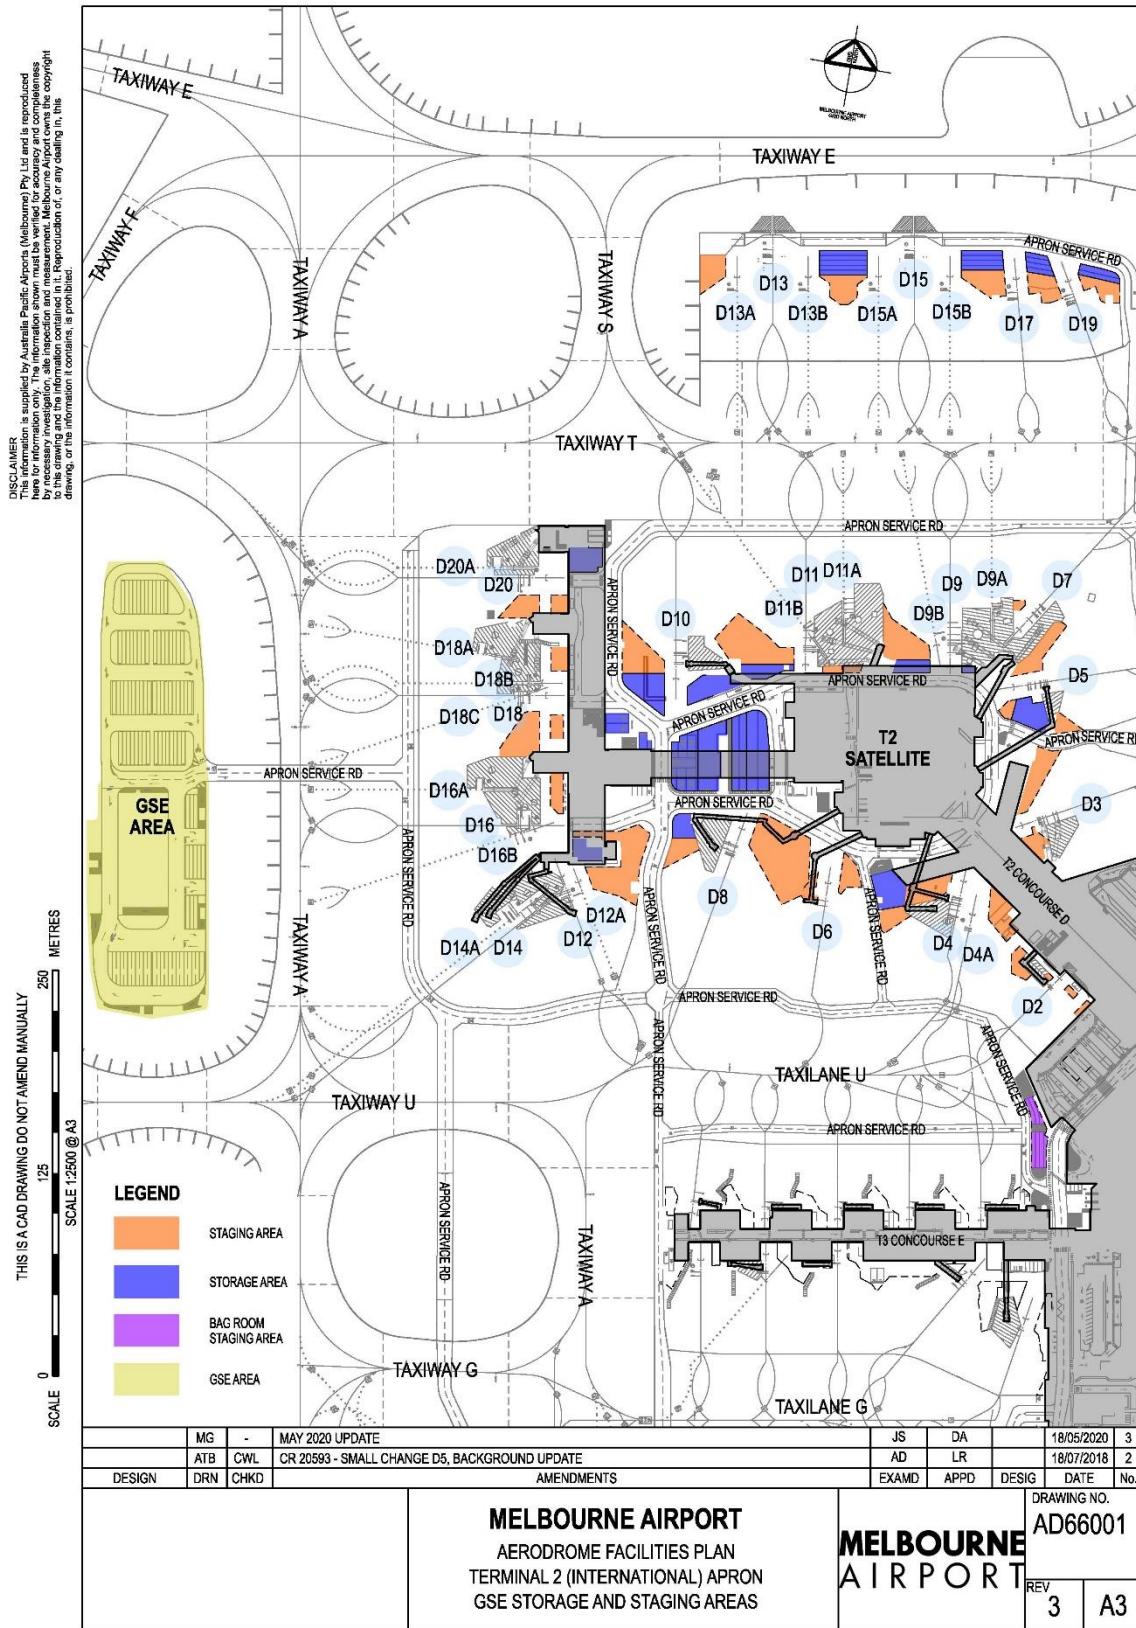 DISCLAIMER
This information is supplied by Australia Pacific Airports (Melbourne) Pty Ltd and is reproduced
here for information only. The information shown must be verified for accuracy and completeness
by necessary investigation, site inspection and measurement. Melbourne Airport owns the copyright
to this drawing and the information contained in it. Reproduction of, or any dealing in, this
drawing, or the information it contains, is prohibited.
MELBOURNE AIRPORT
GRID NORTH
TAXIWAY E
TAXIWAY E
TAXIWAY F
TAXIWAY A
TAXIWAY S
APRON SERVICE RD
D13
D15
D13A
D13B
D15A
D15B
D17
D19
TAXIWAY T
APRON SERVICE RD
D20A
D20
D11
D11A
D9
D9A
D7
D10
D11B
D9B
APRON SERVICE RD
D18A
D18B
D5
D18C
D18
APRON SERVICE RD
APRON SERVICE RD
T2
SATELLITE
APRON SERVICE RD
APRON SERVICE RD
D16A
APRON SERVICE RD
D3
GSE
AREA
D16
D16B
APRON SERVICE RD
T2 CONCOURSE D
D8
D12A
APRON SERVICE RD
APRON SERVICE RD
D14A
D14
D12
D6
D4
D4A
TAXIWAY A
APRON SERVICE RD
D2
APRON SERVICE RD
APRON SERVICE RD
TAXILANE U
TAXIWAY U
APRON SERVICE RD
APRON SERVICE RD
T3 CONCOURSE E
TAXIWAY A
TAXIWAY G
TAXILANE G
THIS IS A CAD DRAWING DO NOT AMEND MANUALLY
SCALE 0 125 250 METRES
SCALE 1:2500 @ A3
LEGEND
STAGING AREA
STORAGE AREA
BAG ROOM
STAGING AREA
GSE AREA
MG - MAY 2020 UPDATE JS DA 18/05/2020 3
ATB CWL CR 20593 - SMALL CHANGE D5, BACKGROUND UPDATE AD LR 18/07/2018 2
DESIGN DRN CHKD AMENDMENTS EXAMD APPD DESIG DATE No.
MELBOURNE AIRPORT
AERODROME FACILITIES PLAN
TERMINAL 2 (INTERNATIONAL) APRON
GSE STORAGE AND STAGING AREAS
MELBOURNE
AIRPORT
DRAWING NO.
AD66001
REV
3
A3